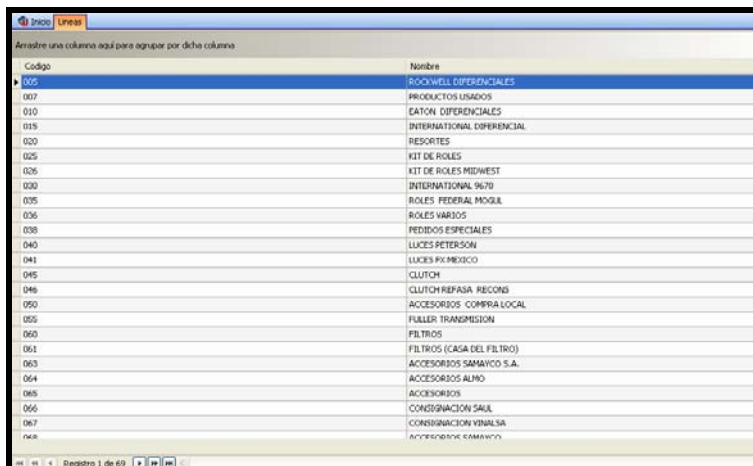 Inicio Lineas
Arrastre una columna aquí para agrupar por dicha columna
Codigo Nombre
005 ROCKWELL DIFERENCIALES
007 PRODUCTOS USADOS
010 EATON DIFERENCIALES
015 INTERNATIONAL DIFERENCIAL
020 RESORTES
025 KIT DE ROLES
026 KIT DE ROLES MIDWEST
030 INTERNATIONAL 9670
035 ROLES FEDERAL MOGUL
036 ROLES VARIOS
038 PEDIDOS ESPECIALES
040 LUCES PETERSON
041 LUCES FX MEXICO
045 CLUTCH
046 CLUTCH REFASA RECONS
050 ACCESORIOS COMPRA LOCAL
055 FULLER TRANSMISION
060 FILTROS
061 FILTROS (CASA DEL FILTRO)
063 ACCESORIOS SAMAYCO S.A.
064 ACCESORIOS ALMO
065 ACCESORIOS
066 CONSIGNACION SAUL
067 CONSIGNACION VINALSA
068 ACCESORIOS SAMAYCO
Registro 1 de 69